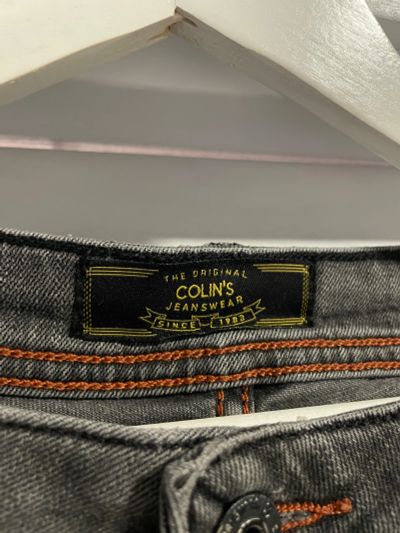 THE ORIGINAL
COLIN'S
JEANSWEAR
SINCE 1983